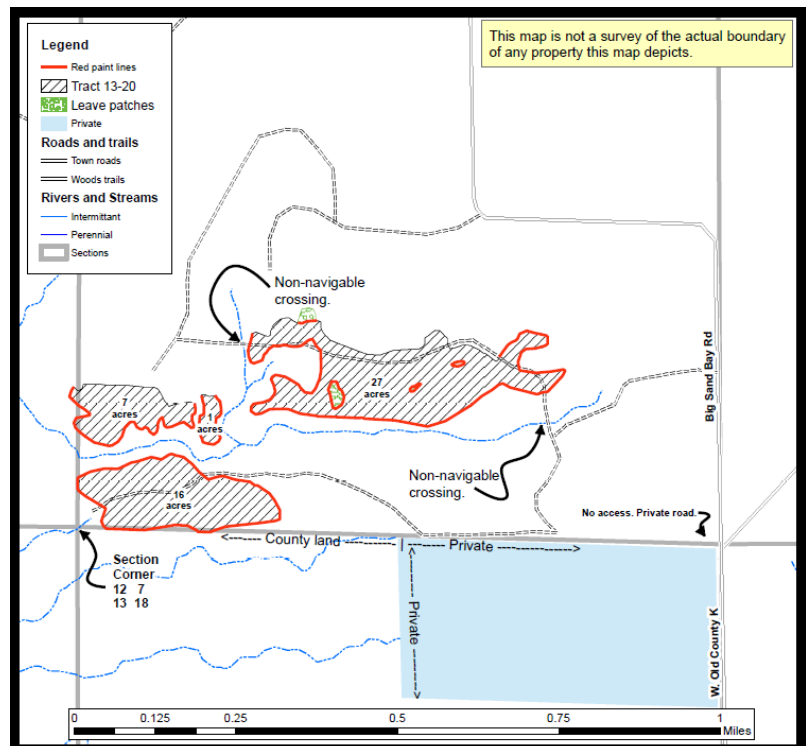 This map is not a survey of the actual boundary
of any property this map depicts.
Legend
Red paint lines
Tract 13-20
Leave patches
Private
Roads and trails
Town roads
Woods trails
Rivers and Streams
Intermittant
Perennial
Sections
Non-navigable
crossing.
Big Sand Bay Rd
27
acres
7
acres
1
acres
Non-navigable
crossing.
16
acres
No access. Private road.
<---------- County land ---------->
| Private ---------->
Section
Corner
12 7
13 18
<---- Private ---->
W. Old County K
0 0.125 0.25 0.5 0.75 1
Miles